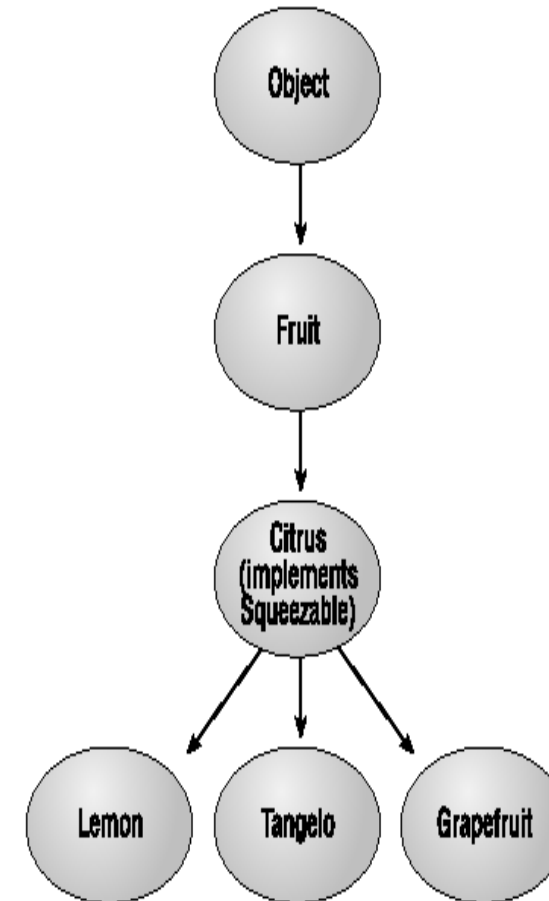 Object
Fruit
Citrus
(implements
Squeezable)
Lemon
Tangelo
Grapefruit